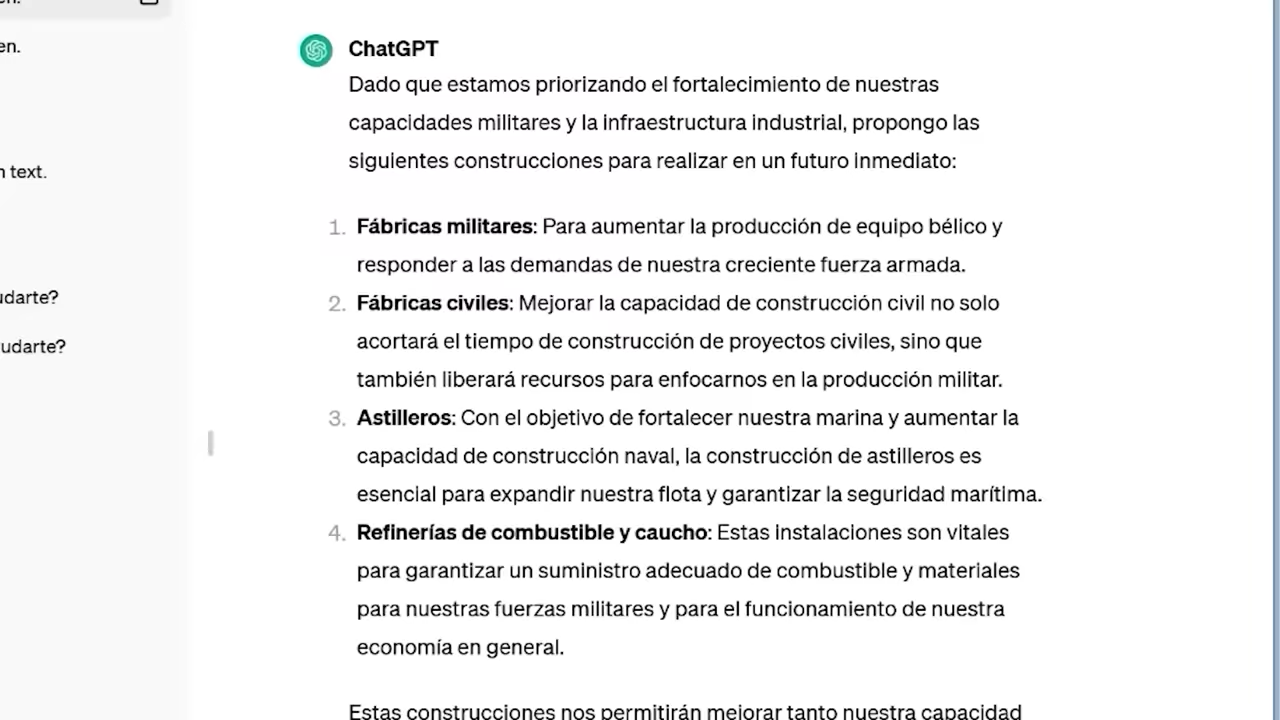 en.
en.
n text.
udarte?
udarte?
ChatGPT
Dado que estamos priorizando el fortalecimiento de nuestras
capacidades militares y la infraestructura industrial, propongo las
siguientes construcciones para realizar en un futuro inmediato:
1. Fábricas militares: Para aumentar la producción de equipo bélico y
responder a las demandas de nuestra creciente fuerza armada.
2. Fábricas civiles: Mejorar la capacidad de construcción civil no solo
acortará el tiempo de construcción de proyectos civiles, sino que
también liberará recursos para enfocarnos en la producción militar.
3. Astilleros: Con el objetivo de fortalecer nuestra marina y aumentar la
capacidad de construcción naval, la construcción de astilleros es
esencial para expandir nuestra flota y garantizar la seguridad marítima.
4. Refinerías de combustible y caucho: Estas instalaciones son vitales
para garantizar un suministro adecuado de combustible y materiales
para nuestras fuerzas militares y para el funcionamiento de nuestra
economía en general.
Estas construcciones nos permitirán mejorar tanto nuestra capacidad